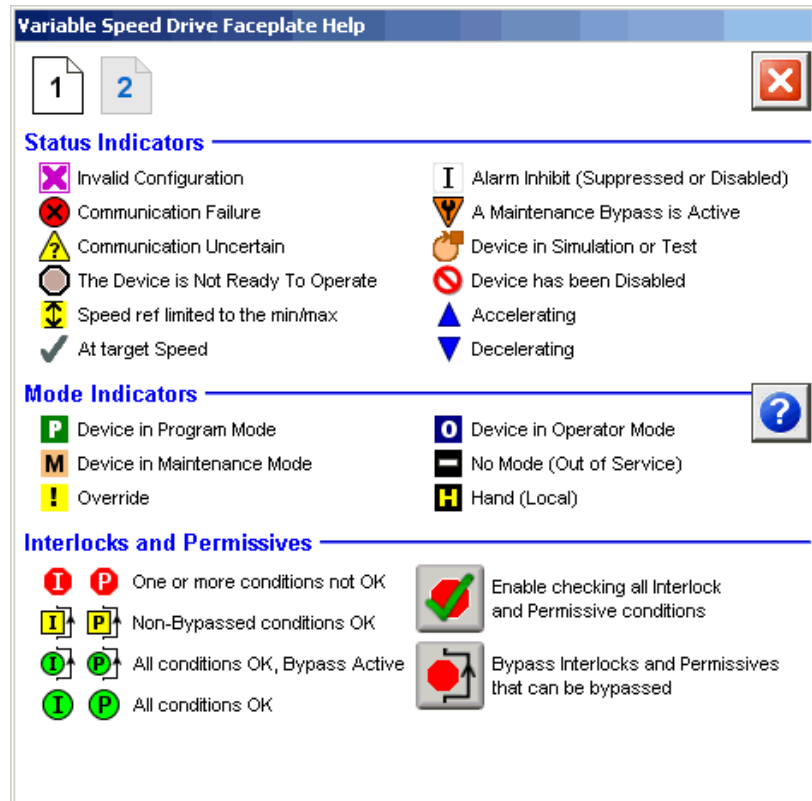 Variable Speed Drive Faceplate Help
1 2
Status Indicators
Invalid Configuration
I Alarm Inhibit (Suppressed or Disabled)
Communication Failure
A Maintenance Bypass is Active
? Communication Uncertain
Device in Simulation or Test
The Device is Not Ready To Operate
Device has been Disabled
Speed ref limited to the min/max
Accelerating
At target Speed
Decelerating
Mode Indicators
?
P Device in Program Mode
O Device in Operator Mode
M Device in Maintenance Mode
No Mode (Out of Service)
! Override
H Hand (Local)
Interlocks and Permissives
I P One or more conditions not OK
I P Non-Bypassed conditions OK
I P All conditions OK, Bypass Active
I P All conditions OK
Enable checking all Interlock
and Permissive conditions
Bypass Interlocks and Permissives
that can be bypassed